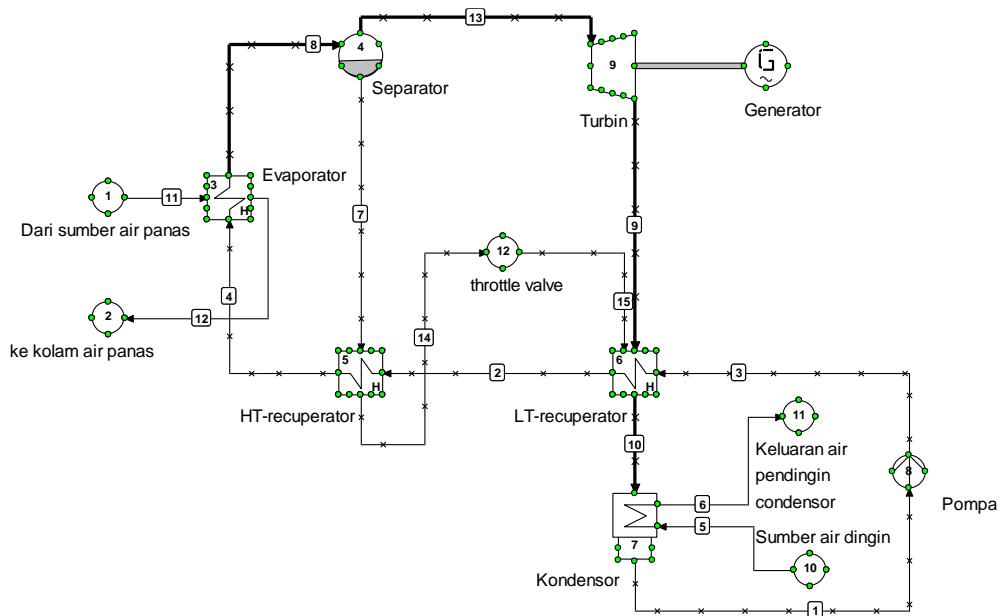 13
8
4
Separator
9
G
~
Turbin
Generator
Evaporator
3
H
1
11
Dari sumber air panas
7
9
12
throttle valve
4
15
2
12
ke kolam air panas
14
5
H
2
6
H
3
HT-recuperator
LT-recuperator
10
11
Keluaran air
pendingin
condensor
8
Pompa
6
5
Sumber air dingin
7
10
Kondensor
1